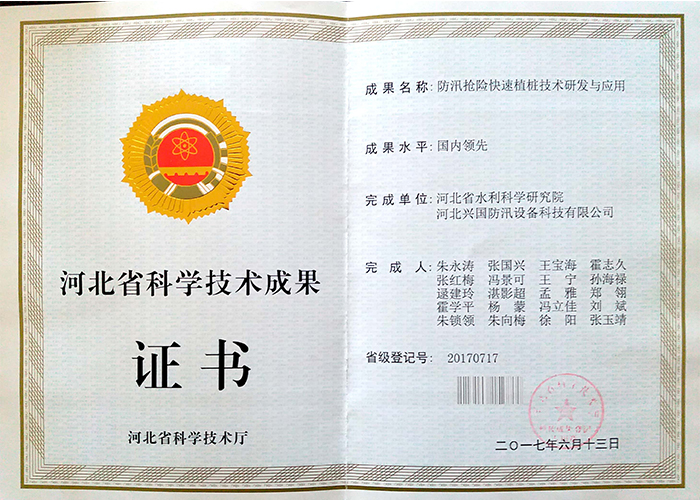 河北省科学技术成果
证书
河北省科学技术厅
成果名称: 防汛抢险快速植桩技术研发与应用
成果水平: 国内领先
完成单位: 河北省水利科学研究院
河北兴国防汛设备科技有限公司
完成人: 朱永涛 张国兴 王宝海 霍志久
张红梅 冯景可 王宁 孙海禄
逯建玲 湛影超 孟雅 郑翎
霍学平 杨蒙 冯立佳 刘斌
朱锁领 朱向梅 徐阳 张玉靖
省级登记号: 20170717
二〇一七年六月十三日